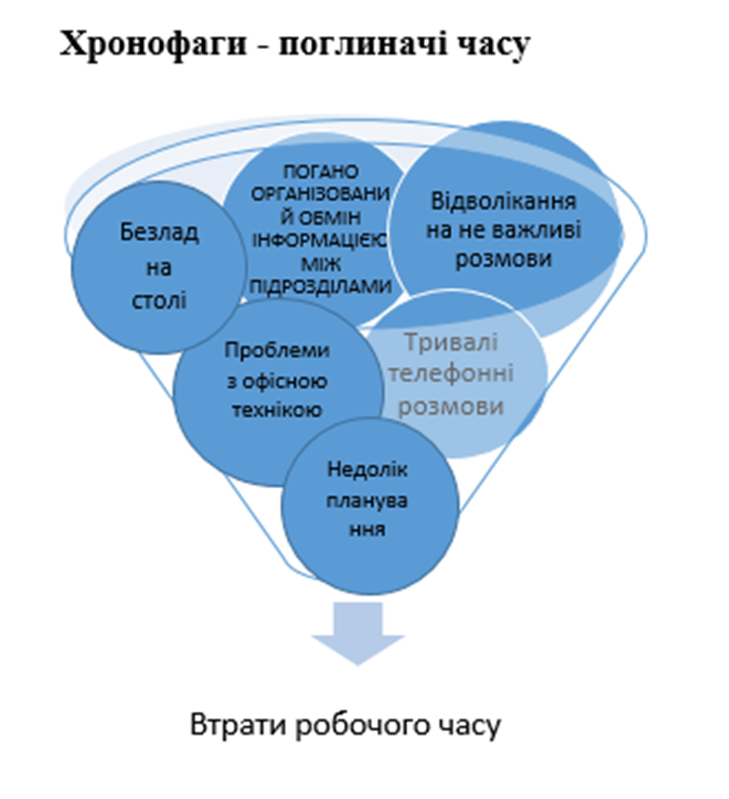 Хронофаги - поглиначі часу
Безлад
на
столі
ПОГАНО
ОРГАНІЗОВАНИ
Й ОБМІН
ІНФОРМАЦІЄЮ
МІЖ
ПІДРОЗДІЛАМИ
Відволікання
на не важливі
розмови
Проблеми
з офісною
технікою
Тривалі
телефонні
розмови
Недолік
планува
ння
Втрати робочого часу